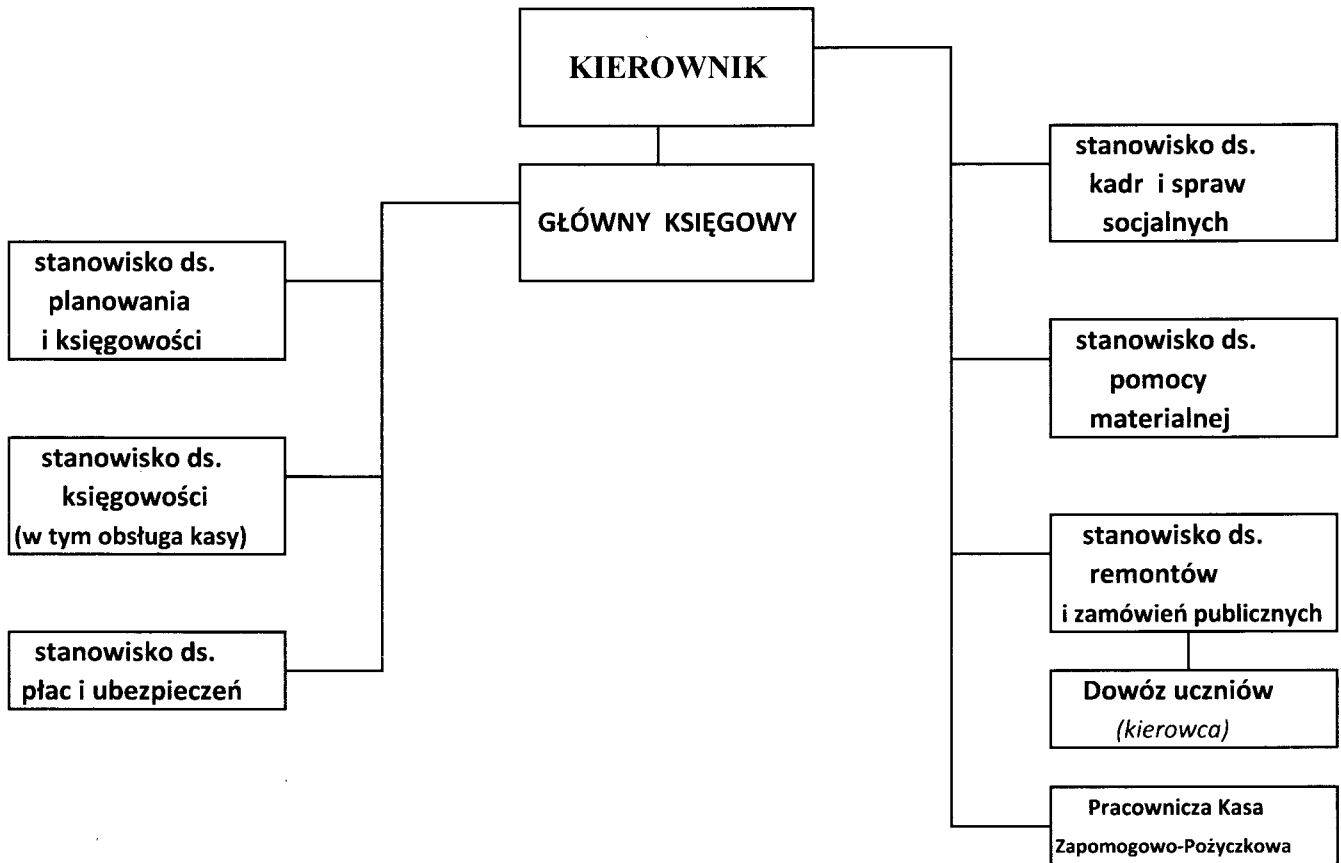 KIEROWNIK
GŁÓWNY KSIĘGOWY
stanowisko ds.
planowania
i księgowości
stanowisko ds.
księgowości
(w tym obsługa kasy)
stanowisko ds.
płac i ubezpieczeń
stanowisko ds.
kadr i spraw
socjalnych
stanowisko ds.
pomocy
materialnej
stanowisko ds.
remontów
i zamówień publicznych
Dowóz uczniów
(kierowca)
Pracownicza Kasa
Zapomogowo-Pożyczkowa